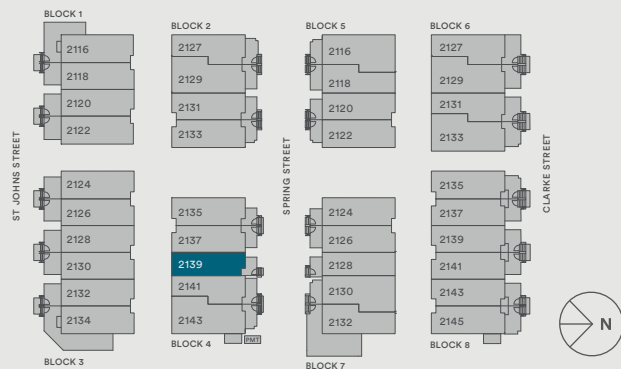 BLOCK 1
2116
2118
2120
2122
BLOCK 2
2127
2129
2131
2133
BLOCK 5
2116
2118
2120
2122
BLOCK 6
2127
2129
2131
2133
ST JOHNS STREET
SPRING STREET
CLARKE STREET
2124
2126
2128
2130
2132
2134
BLOCK 3
2135
2137
2139
2141
2143
BLOCK 4
PMT
2124
2126
2128
2130
2132
BLOCK 7
2135
2137
2139
2141
2143
2145
BLOCK 8
N